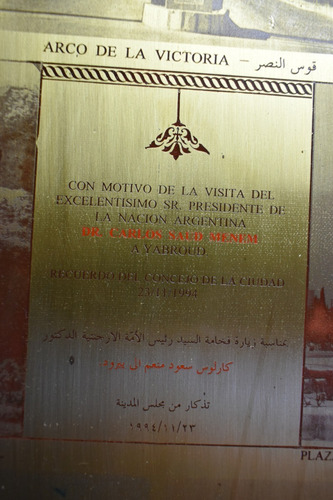 ARCO DE LA VICTORIA – قوس النصر
CON MOTIVO DE LA VISITA DEL
EXCELENTISIMO SR. PRESIDENTE DE
LA NACION ARGENTINA
DR. CARLOS SAUD MENEM
A YABROUD.
RECUERDO DEL CONCEJO DE LA CIUDAD
23/11/1994
بمناسبة زيارة فخامة السيد رئيس الأمة الارجنتية الدكتور
كارلوس سعود منعم الى يبرود.
تذكار من مجلس المدينة
١٩٩٤/١١/٢٣
PLAZ